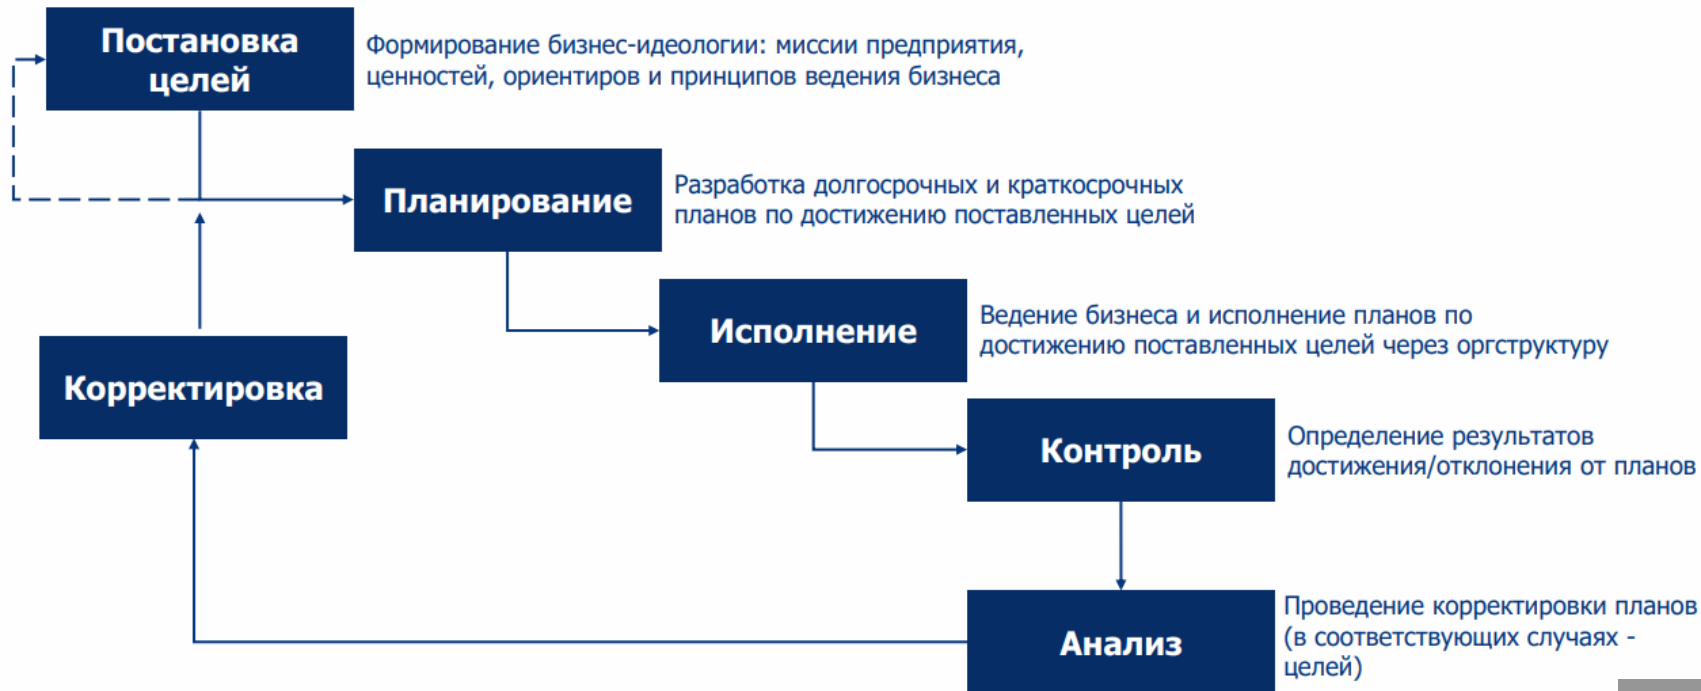 Постановка
целей
Формирование бизнес-идеологии: миссии предприятия,
ценностей, ориентиров и принципов ведения бизнеса
Планирование
Разработка долгосрочных и краткосрочных
планов по достижению поставленных целей
Исполнение
Ведение бизнеса и исполнение планов по
достижению поставленных целей через оргструктуру
Корректировка
Контроль
Определение результатов
достижения/отклонения от планов
Анализ
Проведение корректировки планов
(в соответствующих случаях -
целей)